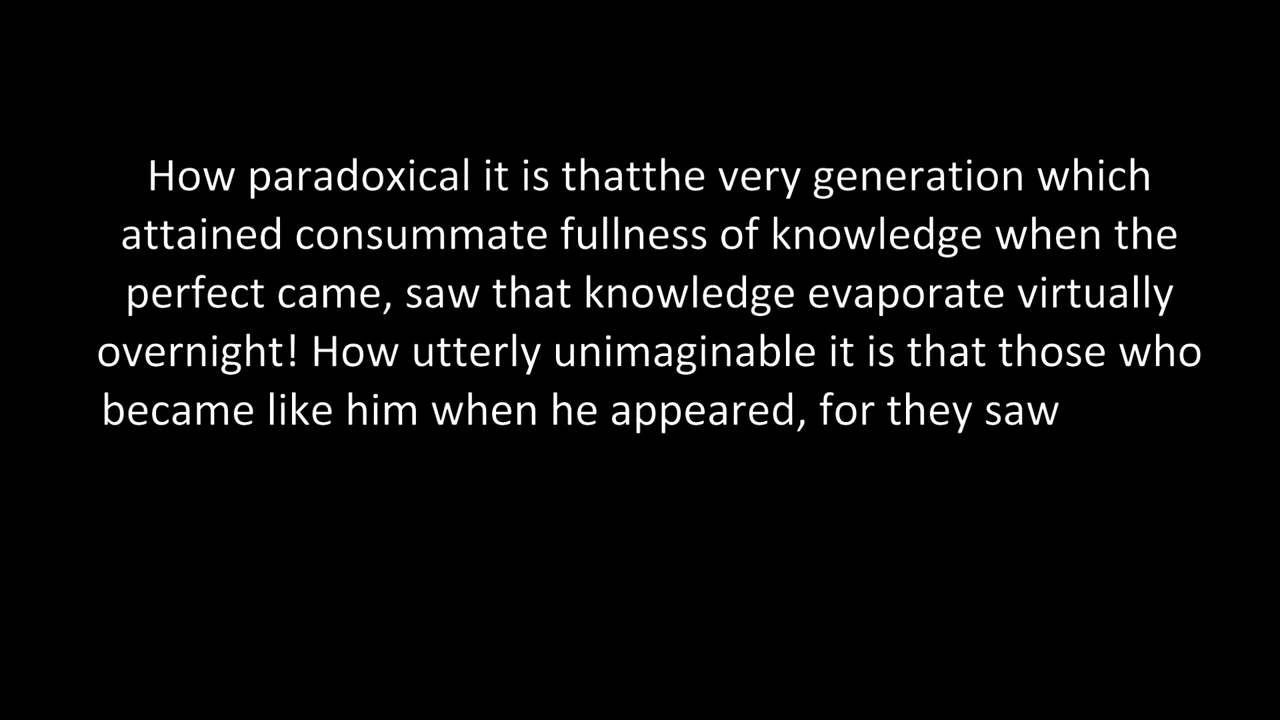 How paradoxical it is thatthe very generation which
attained consummate fullness of knowledge when the
perfect came, saw that knowledge evaporate virtually
overnight! How utterly unimaginable it is that those who
became like him when he appeared, for they saw